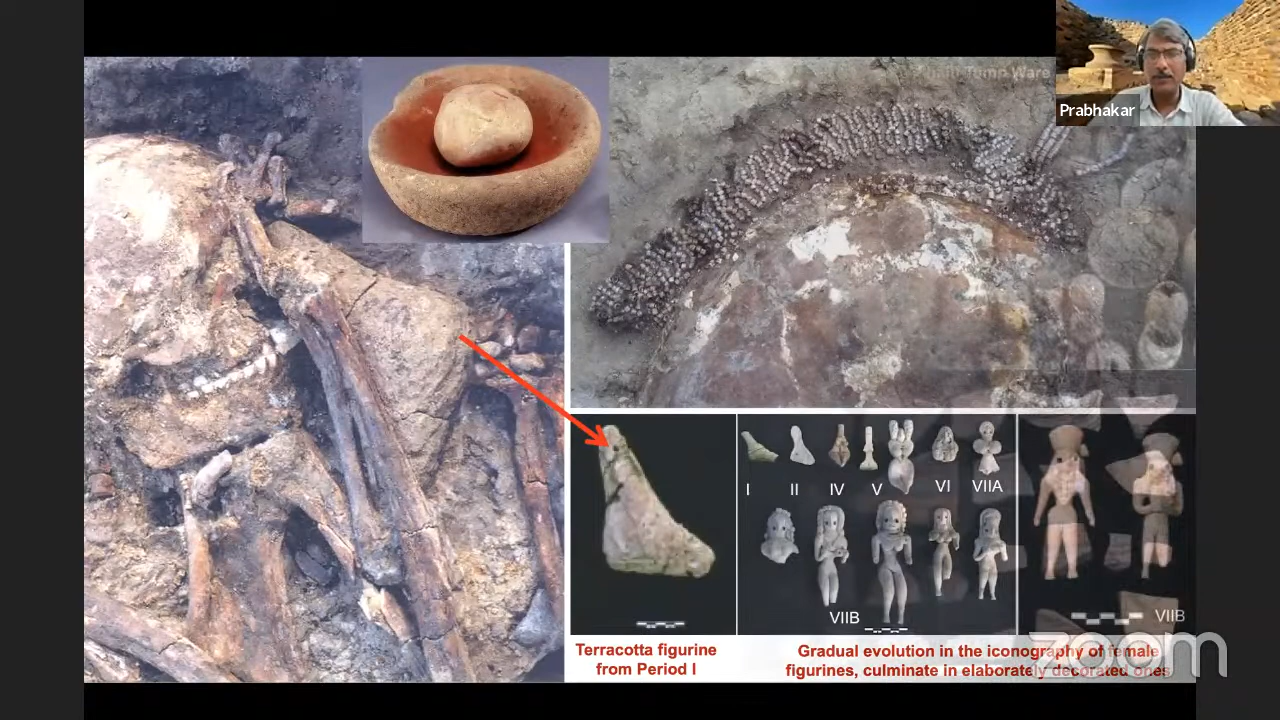 Prabhakar
I
II
IV
V
VI
VIIA
VIIB
VIIB
Terracotta figurine
from Period I
Gradual evolution in the iconography of female
figurines, culminate in elaborately decorated ones
zoom